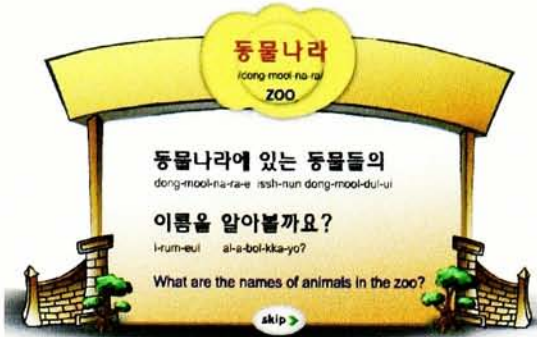 동물나라
/dong-mool-na-ra/
ZOO
동물나라에 있는 동물들의
dong-mool-na-ra-e issh-nun dong-mool-dul-ui
이름을 알아볼까요?
i-rum-eul al-a-bol-kka-yo?
What are the names of animals in the zoo?
skip >